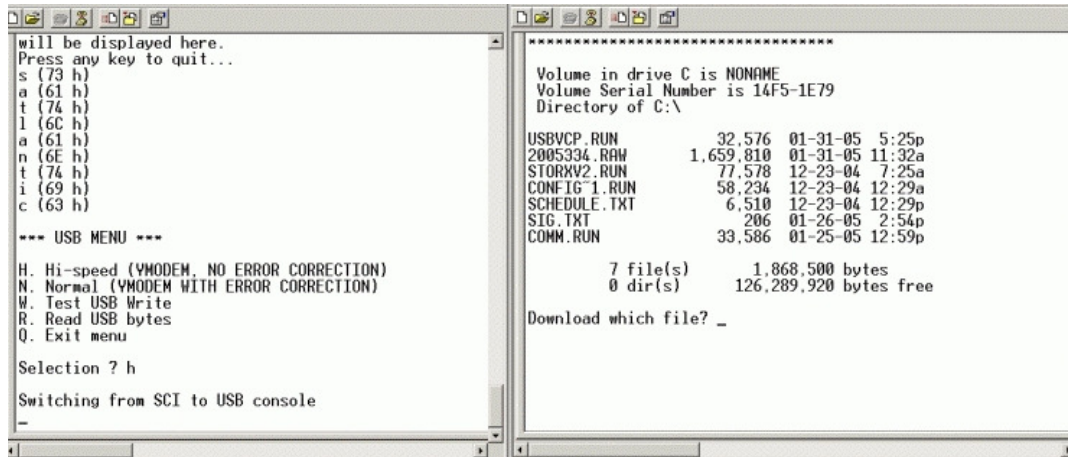 will be displayed here.
Press any key to quit...
s (73 h)
a (61 h)
t (74 h)
l (6C h)
a (61 h)
n (6E h)
t (74 h)
i (69 h)
c (63 h)

*** USB MENU ***

H. Hi-speed (YMODEM, NO ERROR CORRECTION)
N. Normal (YMODEM WITH ERROR CORRECTION)
W. Test USB Write
R. Read USB bytes
Q. Exit menu

Selection ? h

Switching from SCI to USB console
_

**********************************

Volume in drive C is NONAME
Volume Serial Number is 14F5-1E79
Directory of C:\

USBVCP.RUN 32,576 01-31-05 5:25p
2005334.RAW 1,659,810 01-31-05 11:32a
STORXV2.RUN 77,578 12-23-04 7:25a
CONFIG~1.RUN 58,234 12-23-04 12:29a
SCHEDULE.TXT 6,510 12-23-04 12:29p
SIG.TXT 206 01-26-05 2:54p
COMM.RUN 33,586 01-25-05 12:59p

7 file(s) 1,868,500 bytes
0 dir(s) 126,289,920 bytes free

Download which file? _